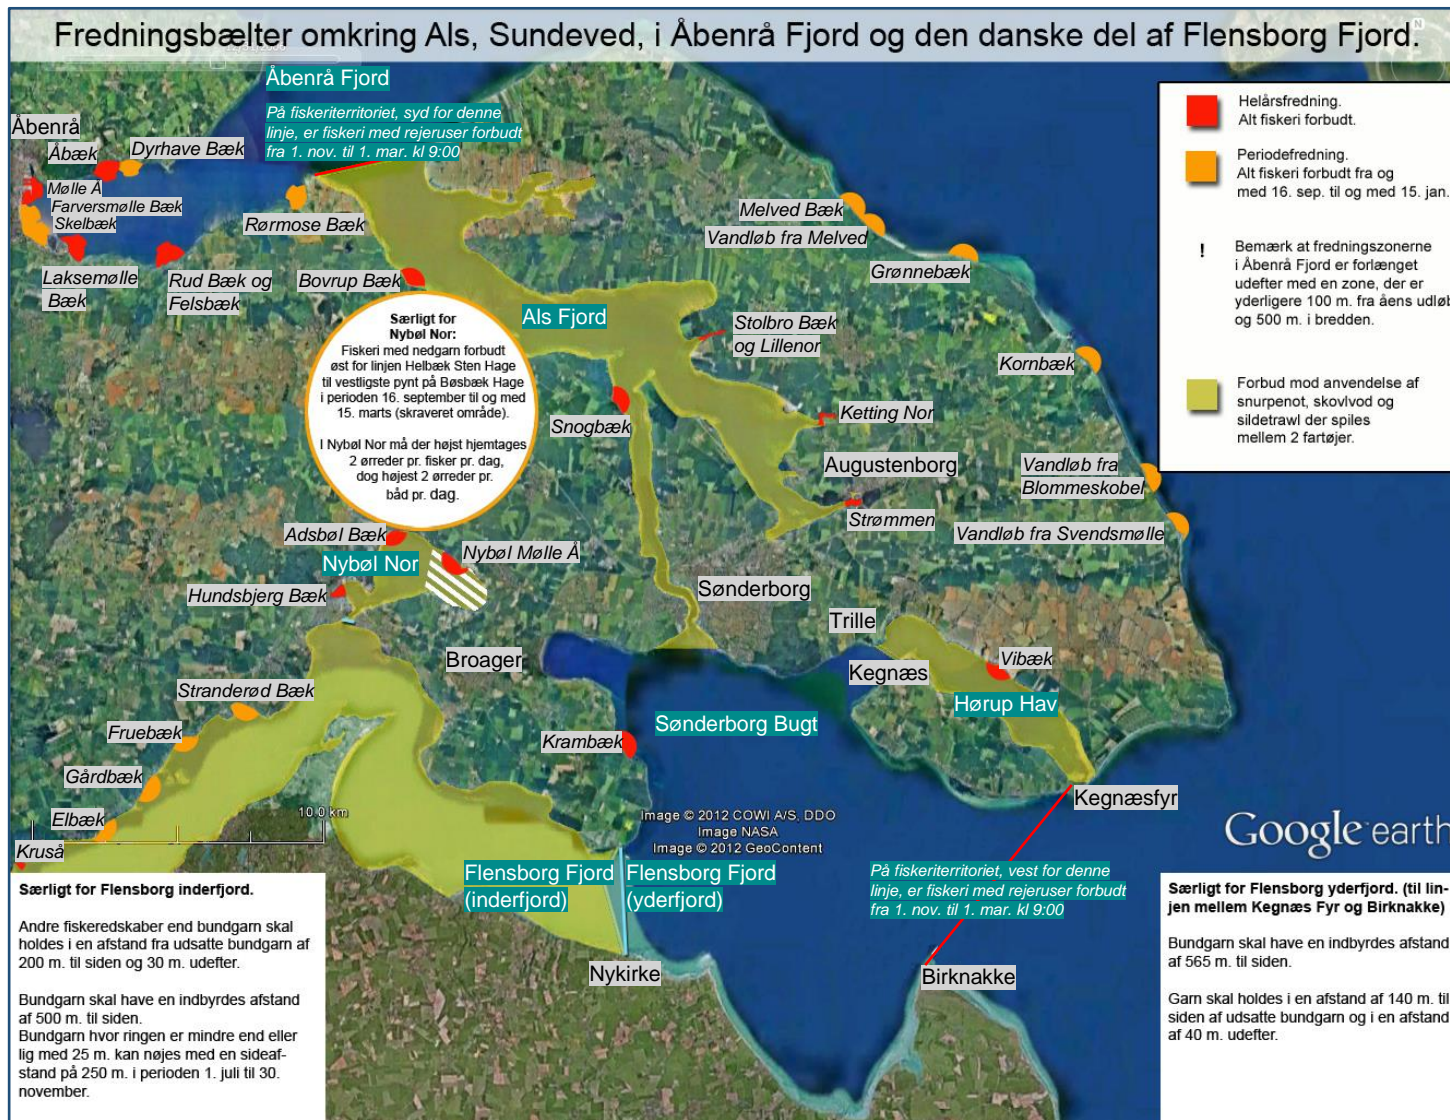 Fredningsbælter omkring Als, Sundeved, i Åbenrå Fjord og den danske del af Flensborg Fjord.
Åbenrå Fjord
På fiskeriterritoriet, syd for denne
linje, er fiskeri med rejeruser forbudt
fra 1. nov. til 1. mar. kl 9:00
Åbenrå
Åbæk
Dyrhave Bæk
Mølle Å
Farversmølle Bæk
Skelbæk
Laksemølle
Bæk
Rud Bæk og
Felsbæk
Rørmose Bæk
Bovrup Bæk
Melved Bæk
Vandløb fra Melved
Grønnebæk
Helårsfredning.
Alt fiskeri forbudt.
Periodefredning.
Alt fiskeri forbudt fra og
med 16. sep. til og med 15. jan.
!
Bemærk at fredningszonerne
i Åbenrå Fjord er forlænget
udefter med en zone, der er
yderligere 100 m. fra åens udløb
og 500 m. i bredden.
Forbud mod anvendelse af
snurpenot, skovlvod og
sildetrawl der spiles
mellem 2 fartøjer.
Særligt for
Nybøl Nor:
Fiskeri med nedgarn forbudt
øst for linjen Helbæk Sten Hage
til vestligste pynt på Bøsbæk Hage
i perioden 16. september til og med
15. marts (skraveret område).
I Nybøl Nor må der højst hjemtages
2 ørreder pr. fisker pr. dag,
dog højest 2 ørreder pr.
båd pr. dag.
Als Fjord
Stolbro Bæk
og Lillenor
Kornbæk
Snogbæk
Ketting Nor
Augustenborg
Strømmen
Vandløb fra
Blommeskobel
Vandløb fra Svendsmølle
Adsbøl Bæk
Nybøl Nor
Nybøl Mølle Å
Hundsbjerg Bæk
Sønderborg
Trille
Broager
Kegnæs
Vibæk
Hørup Hav
Stranderød Bæk
Fruebæk
Sønderborg Bugt
Krambæk
Gårdbæk
Kegnæsfyr
Elbæk
10.0 km
Kruså
Image © 2012 COWI A/S, DDO
Image NASA
Image © 2012 GeoContent
Google earth
Flensborg Fjord
(inderfjord)
Flensborg Fjord
(yderfjord)
På fiskeriterritoriet, vest for denne
linje, er fiskeri med rejeruser forbudt
fra 1. nov. til 1. mar. kl 9:00
Nykirke
Birknakke
Særligt for Flensborg inderfjord.
Andre fiskeredskaber end bundgarn skal
holdes i en afstand fra udsatte bundgarn af
200 m. til siden og 30 m. udefter.
Bundgarn skal have en indbyrdes afstand
af 500 m. til siden.
Bundgarn hvor ringen er mindre end eller
lig med 25 m. kan nøjes med en sideaf-
stand på 250 m. i perioden 1. juli til 30.
november.
Særligt for Flensborg yderfjord. (til lin-
jen mellem Kegnæs Fyr og Birknakke)
Bundgarn skal have en indbyrdes afstand
af 565 m. til siden.
Garn skal holdes i en afstand af 140 m. til
siden af udsatte bundgarn og i en afstand
af 40 m. udefter.